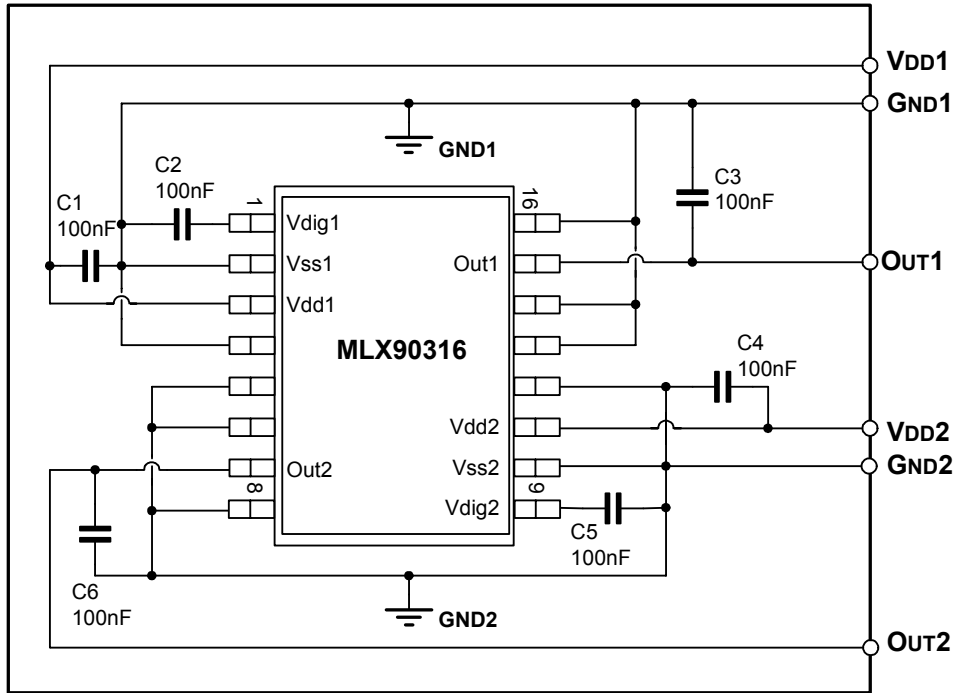 VDD1
GND1
GND1
C2
100nF
C1
100nF
C3
100nF
1
16
Vdig1
Vss1
Out1
OUT1
Vdd1
MLX90316
C4
100nF
Vdd2
VDD2
Out2
Vss2
GND2
8
9
Vdig2
C5
100nF
C6
100nF
GND2
OUT2